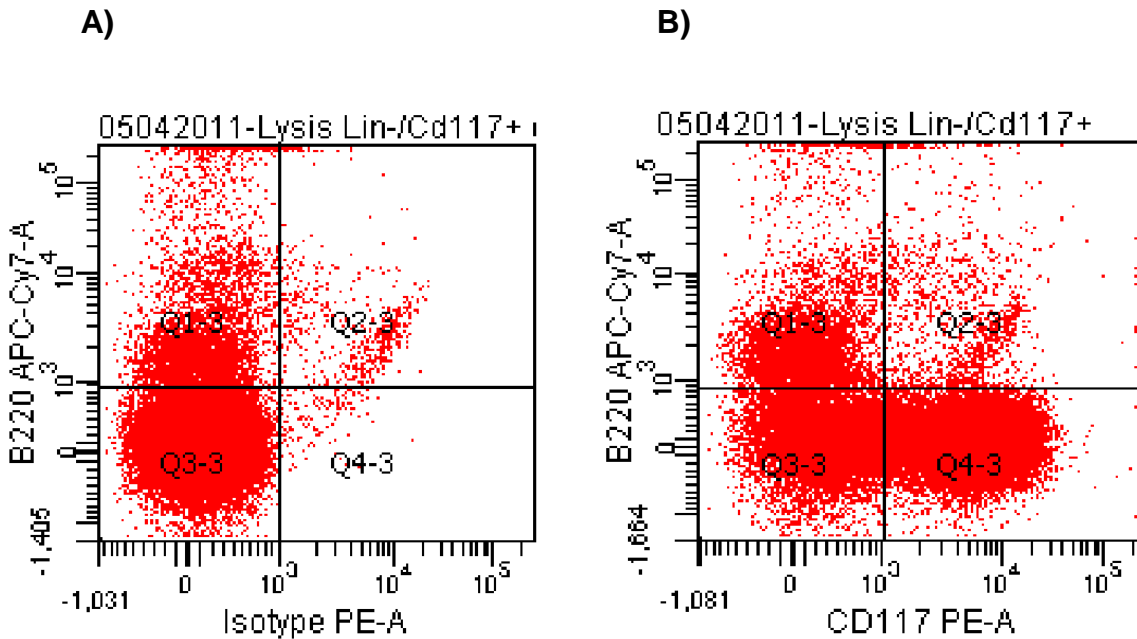 A)
B)
05042011-Lysis Lin-/Cd117+
05042011-Lysis Lin-/Cd117+
B220 APC-Cy7-A
10^5
10^4
10^3
0
-1,405
Q1-3
Q2-3
Q3-3
Q4-3
-1,031
0
10^3
10^4
10^5
Isotype PE-A
B220 APC-Cy7-A
10^5
10^4
10^3
0
-1,664
Q1-3
Q2-3
Q3-3
Q4-3
-1,081
0
10^3
10^4
10^5
CD117 PE-A